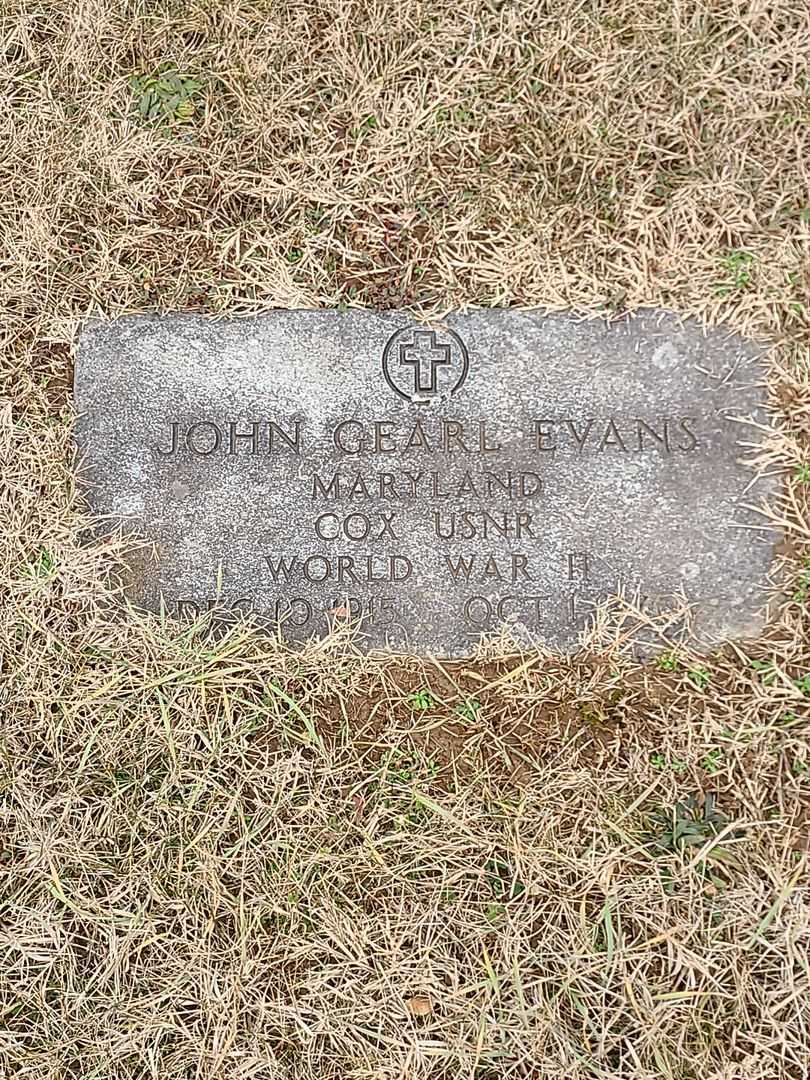 JOHN GEARL EVANS
MARYLAND
COX USNR
WORLD WAR II
DEC 10 1915 OCT